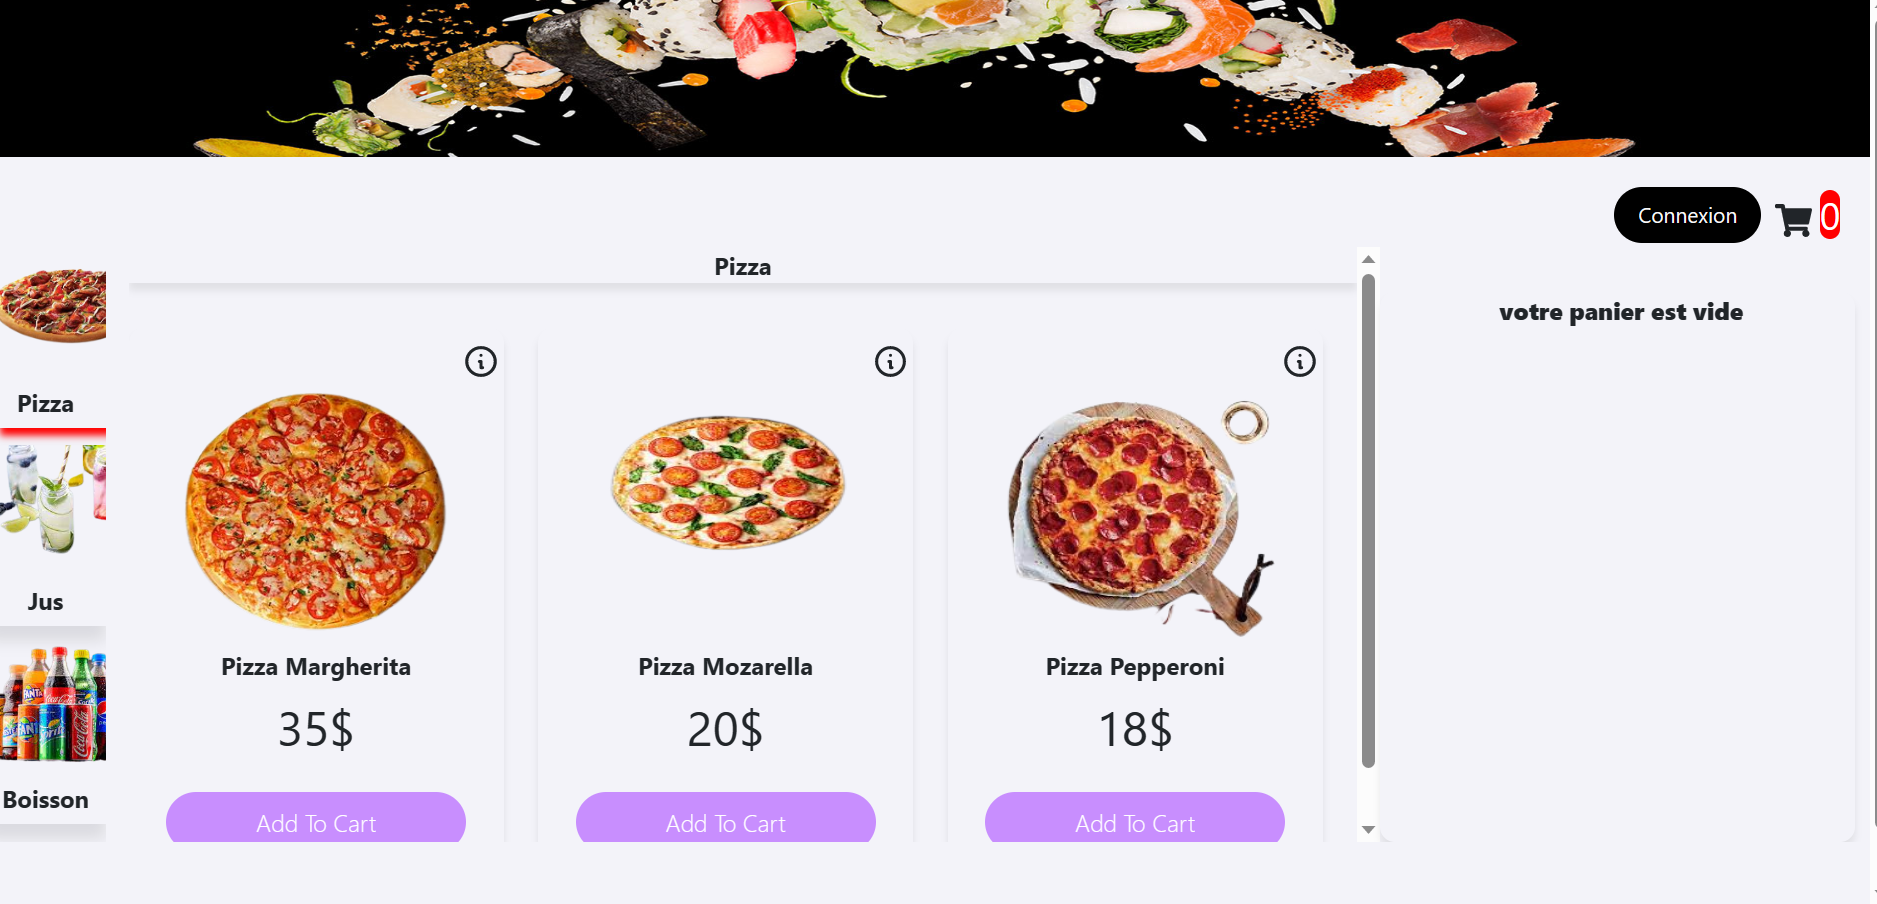 Connexion
0
Pizza
votre panier est vide
Pizza
Jus
Boisson
Pizza Margherita
35$
Add To Cart
Pizza Mozarella
20$
Add To Cart
Pizza Pepperoni
18$
Add To Cart